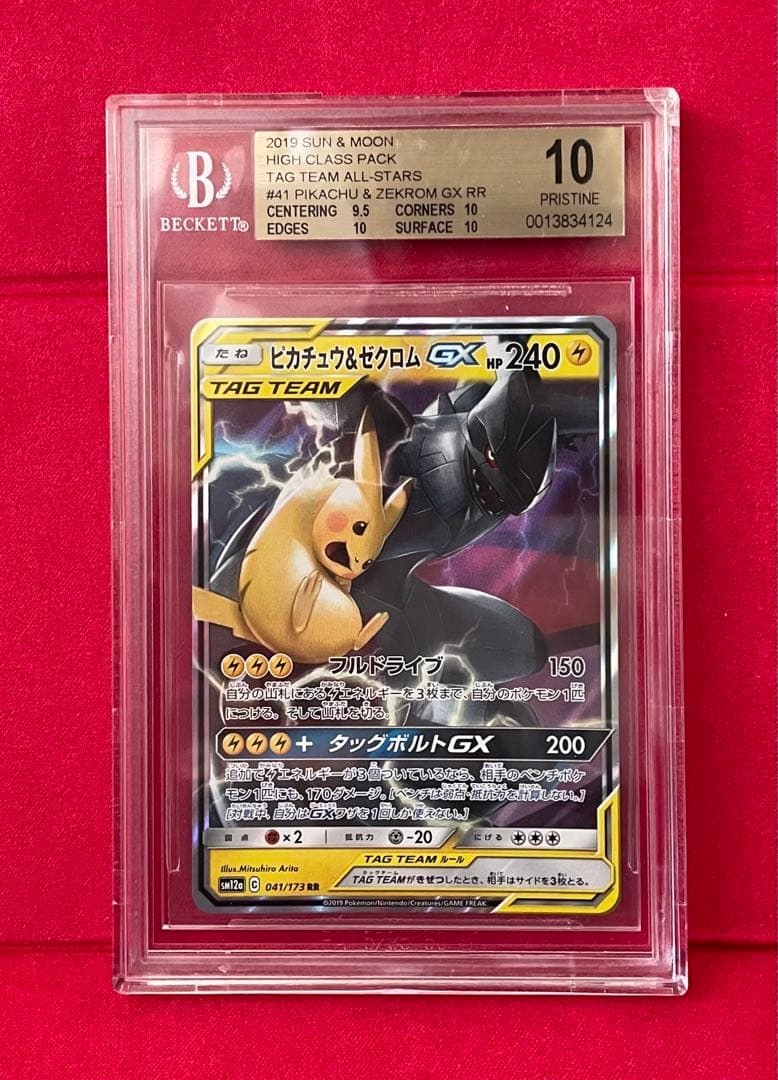 2019 SUN & MOON
HIGH CLASS PACK
TAG TEAM ALL-STARS
#41 PIKACHU & ZEKROM GX RR
CENTERING 9.5 CORNERS 10
EDGES 10 SURFACE 10
10
PRISTINE
0013834124
B
BECKETT®
たね ピカチュウ&ゼクロムGX HP240
TAG TEAM
フルドライブ 150
自分の山札にあるエネルギーを3枚まで、自分のポケモン1匹
につける。そして山札を切る。
+ タッグボルトGX 200
追加でエネルギーが3個ついているなら、相手のベンチポケ
モン1匹にも、170ダメージ。[ベンチは弱点・抵抗力を計算しない。]
[対戦中、自分はGXワザを1回しか使えない。]
弱点 ×2 抵抗力 -20 にげる
TAG TEAM ルール
Illus.Mitsuhiro Arita
TAG TEAMがきぜつしたとき、相手はサイドを3枚とる。
sm12a C 041/173 RR
©2019 Pokémon/Nintendo/Creatures/GAME FREAK.